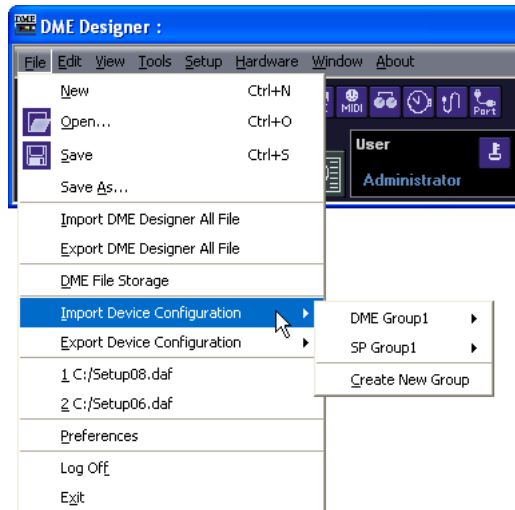 DME DME Designer :
File Edit View Tools Setup Hardware Window About
New Ctrl+N
MIDI Port
Open... Ctrl+O
Save Ctrl+S
User
Save As...
Administrator
Import DME Designer All File
Export DME Designer All File
DME File Storage
Import Device Configuration
DME Group1
Export Device Configuration
SP Group1
1 C:/Setup08.daf
Create New Group
2 C:/Setup06.daf
Preferences
Log Off
Exit